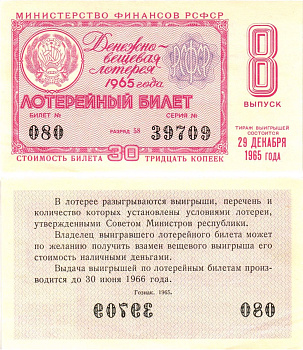 МИНИСТЕРСТВО ФИНАНСОВ РСФСР
Денежно-
вещевая
лотерея
1965 года
РСФСР
ЛОТЕРЕЙНЫЙ БИЛЕТ
БИЛЕТ № СЕРИЯ №
080 РАЗРЯД 58 39709
СТОИМОСТЬ БИЛЕТА 30 ТРИДЦАТЬ КОПЕЕК
8
ВЫПУСК
ТИРАЖ ВЫИГРЫШЕЙ
СОСТОИТСЯ
29 ДЕКАБРЯ
1965 ГОДА
В лотерее разыгрываются выигрыши, перечень и
количество которых установлены условиями лотереи,
утвержденными Советом Министров республики.
Владелец выигравшего лотерейного билета может
по желанию получить взамен вещевого выигрыша его
стоимость наличными деньгами.
Выдача выигрышей по лотерейным билетам произ-
водится до 30 июня 1966 года.
Гознак. 1965.
39709 080